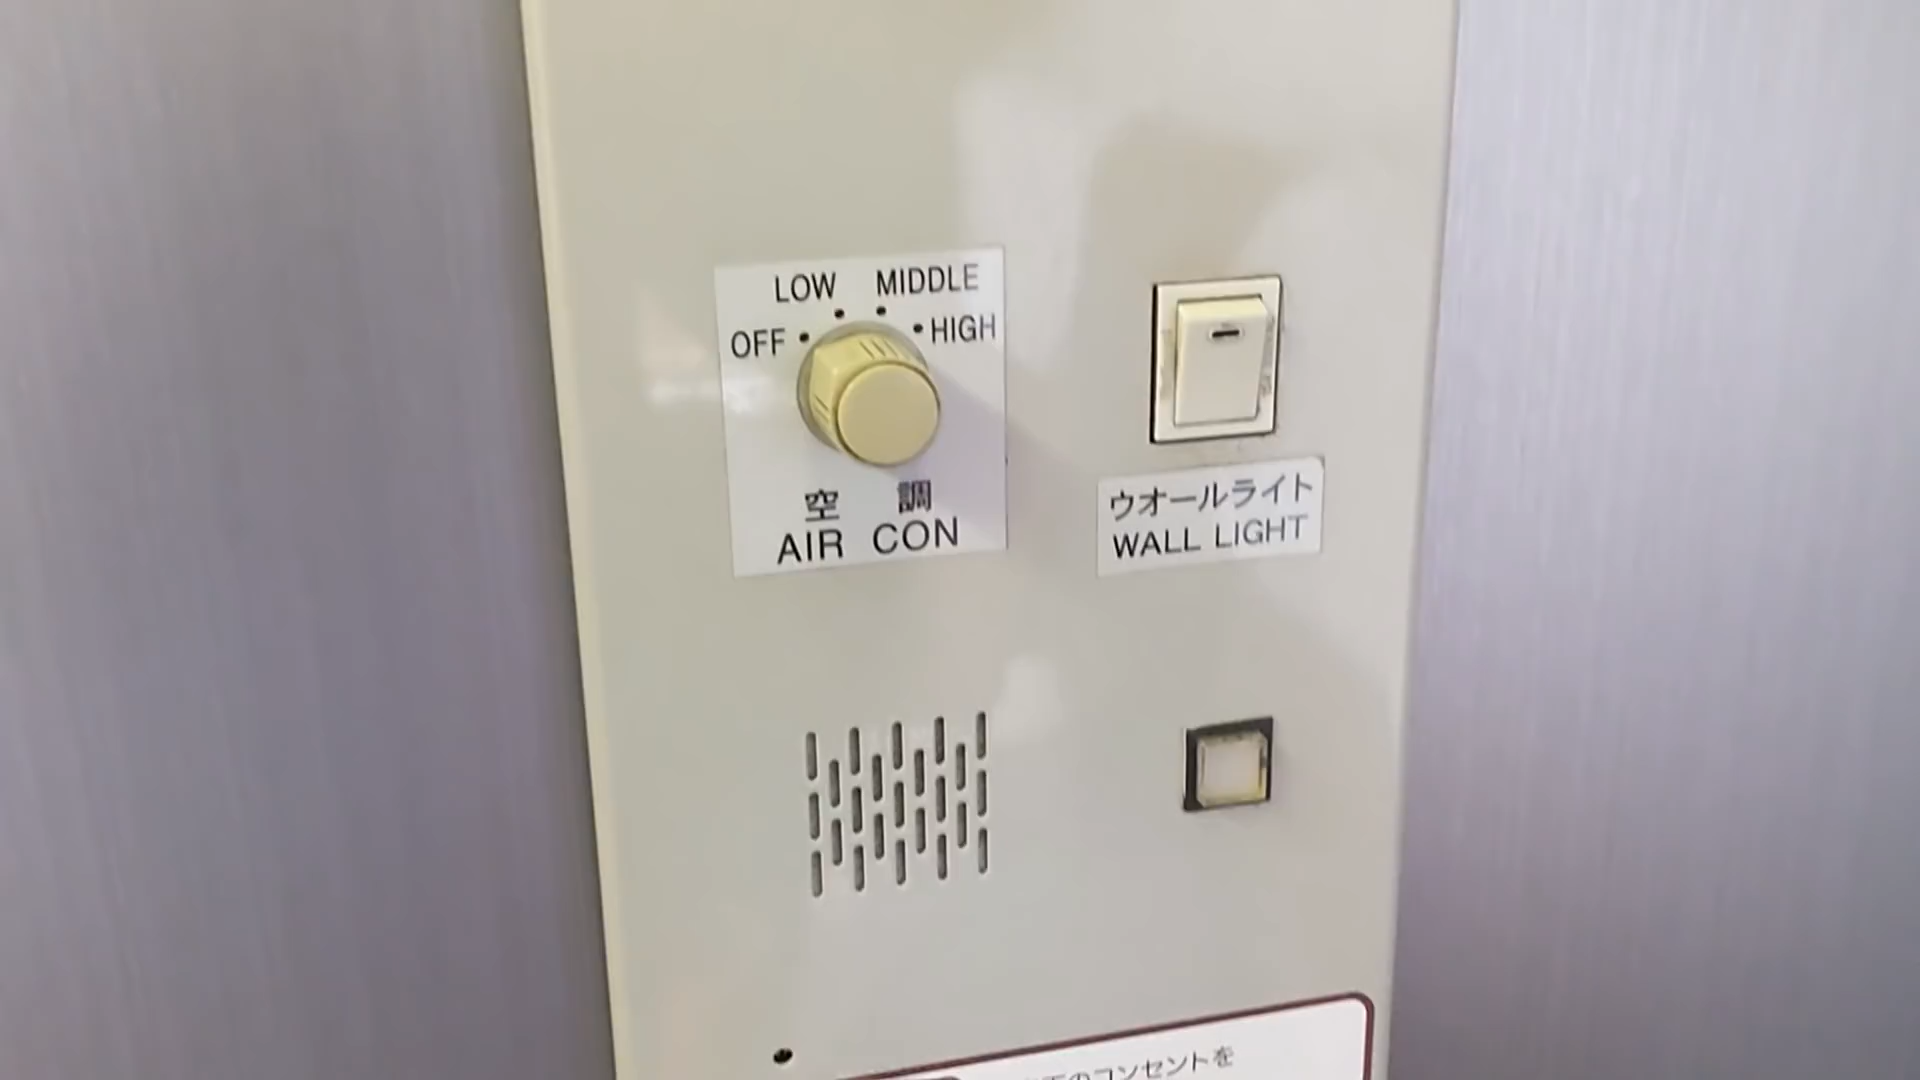 LOW MIDDLE
OFF HIGH
空調
AIR CON
ウオールライト
WALL LIGHT
のコンセントを